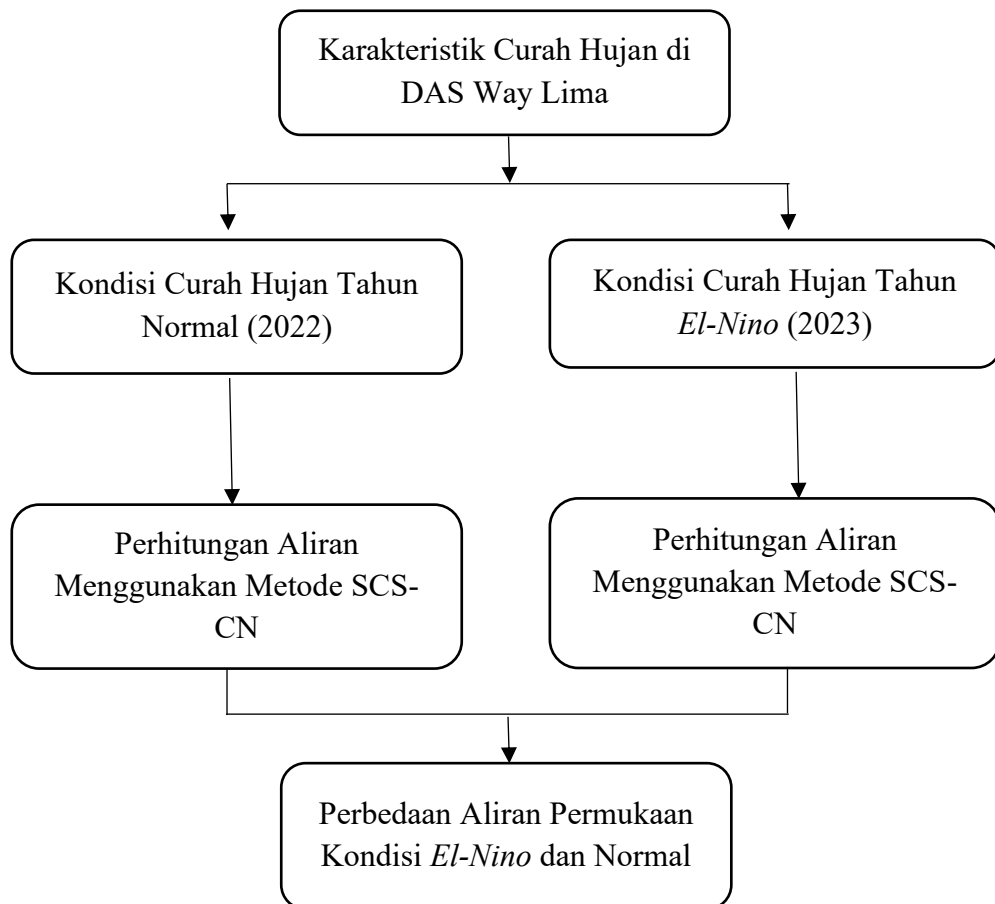 Karakteristik Curah Hujan di
DAS Way Lima
Kondisi Curah Hujan Tahun
Normal (2022)
Kondisi Curah Hujan Tahun
El-Nino (2023)
Perhitungan Aliran
Menggunakan Metode SCS-
CN
Perhitungan Aliran
Menggunakan Metode SCS-
CN
Perbedaan Aliran Permukaan
Kondisi El-Nino dan Normal